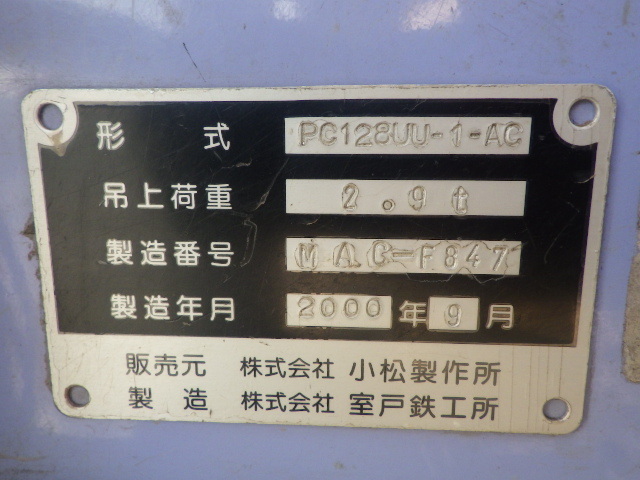 形式 PC128UU-1-AC
吊上荷重 2.9t
製造番号 MAC-F847
製造年月 2000年9月
販売元 株式会社 小松製作所
製造 株式会社 室戸鉄工所